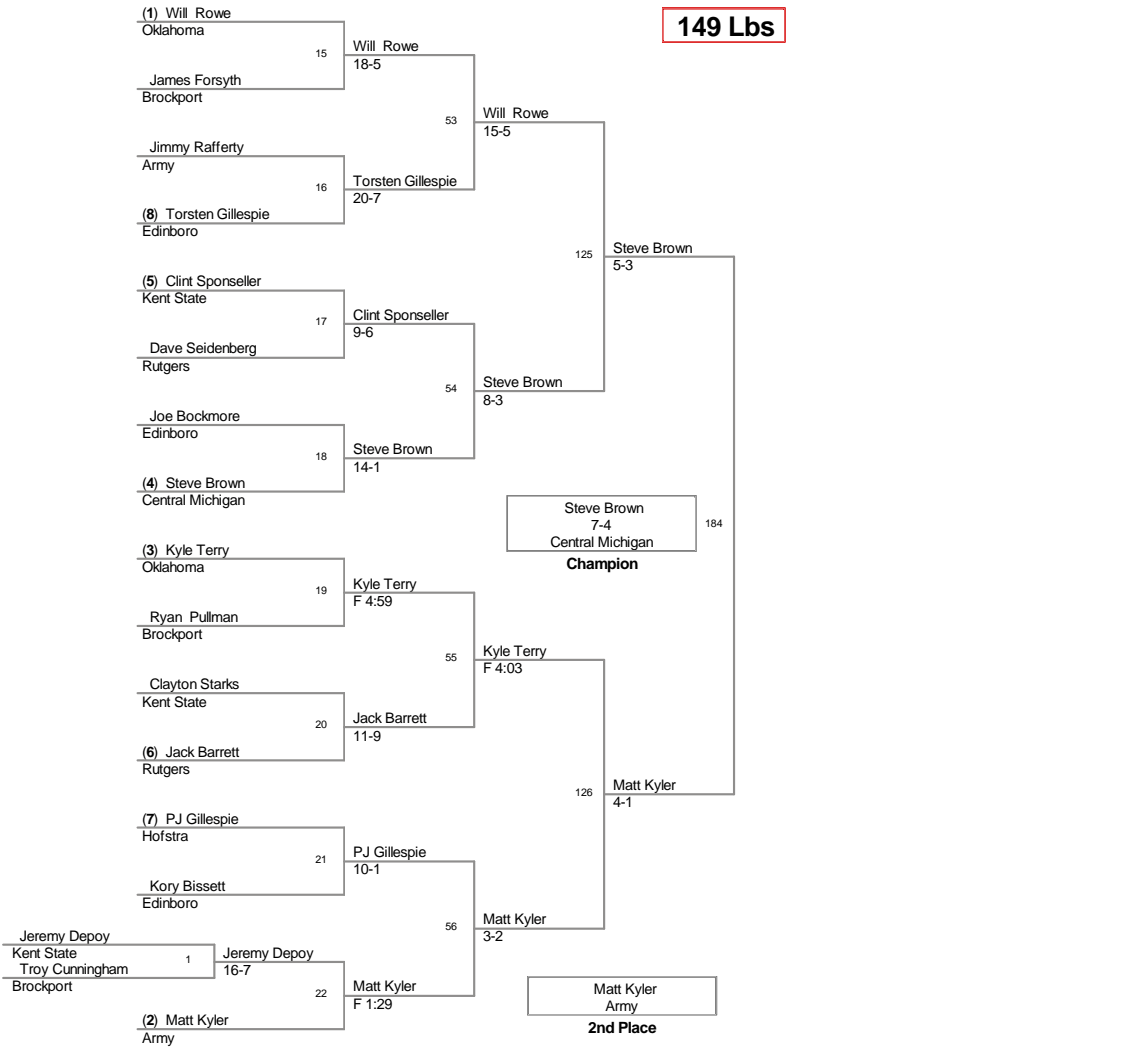 149 Lbs
(1) Will Rowe
Oklahoma
15
Will Rowe
18-5
James Forsyth
Brockport
53
Will Rowe
15-5
Jimmy Rafferty
Army
16
Torsten Gillespie
20-7
(8) Torsten Gillespie
Edinboro
125
Steve Brown
5-3
(5) Clint Sponseller
Kent State
17
Clint Sponseller
9-6
Dave Seidenberg
Rutgers
54
Steve Brown
8-3
Joe Bockmore
Edinboro
18
Steve Brown
14-1
(4) Steve Brown
Central Michigan
Steve Brown
7-4
Central Michigan
184
Champion
(3) Kyle Terry
Oklahoma
19
Kyle Terry
F 4:59
Ryan Pullman
Brockport
55
Kyle Terry
F 4:03
Clayton Starks
Kent State
20
Jack Barrett
11-9
(6) Jack Barrett
Rutgers
126
Matt Kyler
4-1
(7) PJ Gillespie
Hofstra
21
PJ Gillespie
10-1
Kory Bissett
Edinboro
56
Matt Kyler
3-2
Jeremy Depoy
Kent State
1
Jeremy Depoy
16-7
Troy Cunningham
Brockport
22
Matt Kyler
F 1:29
(2) Matt Kyler
Army
Matt Kyler
Army
2nd Place